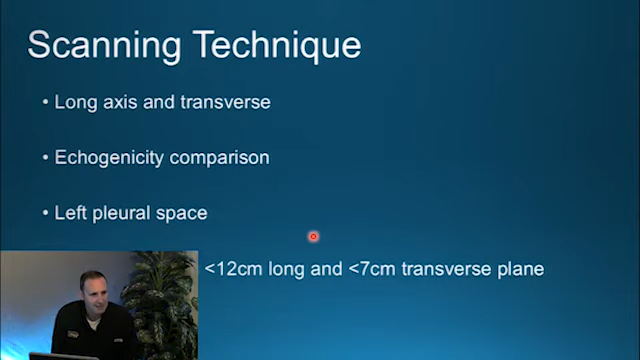 Scanning Technique
• Long axis and transverse
• Echogenicity comparison
• Left pleural space
<12cm long and <7cm transverse plane